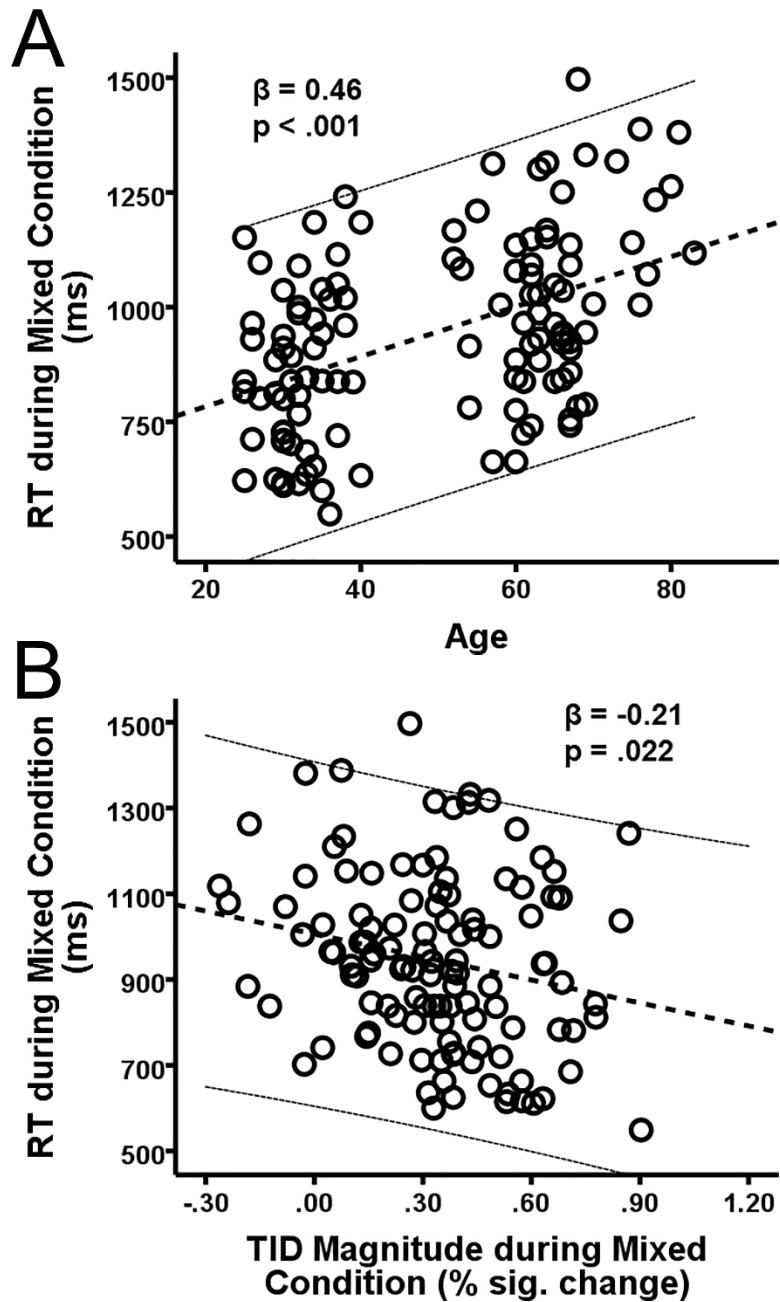 A
β = 0.46
p < .001
RT during Mixed Condition
(ms)
1500
1250
1000
750
500
20
40
60
80
Age
B
β = -0.21
p = .022
RT during Mixed Condition
(ms)
1500
1300
1100
900
700
500
-.30
.00
.30
.60
.90
1.20
TID Magnitude during Mixed
Condition (% sig. change)